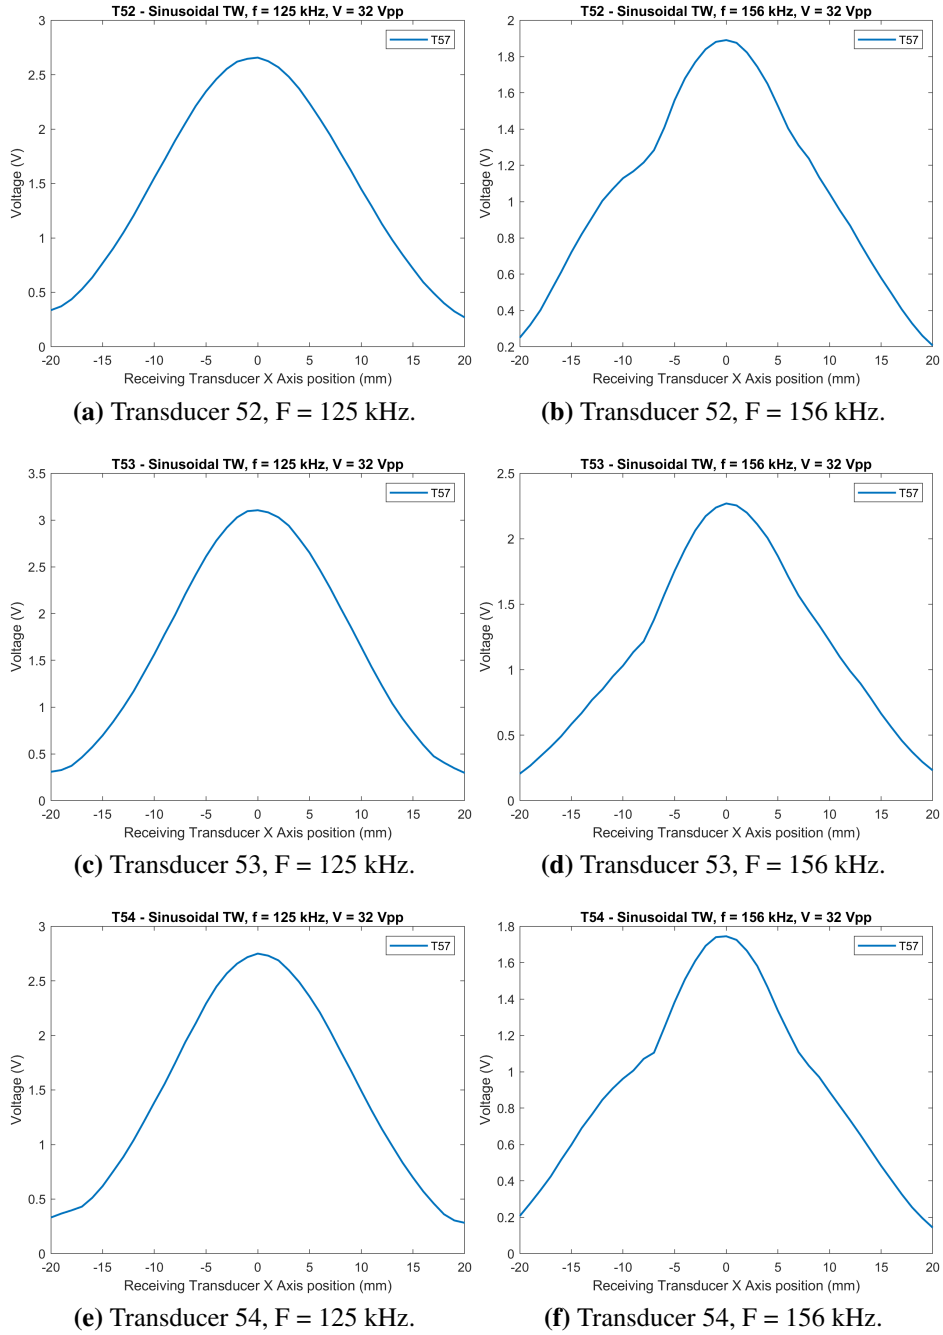 T52 - Sinusoidal TW, f = 125 kHz, V = 32 Vpp
T57
3
2.5
2
1.5
1
0.5
0
Voltage (V)
-20 -15 -10 -5 0 5 10 15 20
Receiving Transducer X Axis position (mm)
(a) Transducer 52, F = 125 kHz.
T52 - Sinusoidal TW, f = 156 kHz, V = 32 Vpp
T57
2
1.8
1.6
1.4
1.2
1
0.8
0.6
0.4
0.2
Voltage (V)
-20 -15 -10 -5 0 5 10 15 20
Receiving Transducer X Axis position (mm)
(b) Transducer 52, F = 156 kHz.
T53 - Sinusoidal TW, f = 125 kHz, V = 32 Vpp
T57
3.5
3
2.5
2
1.5
1
0.5
0
Voltage (V)
-20 -15 -10 -5 0 5 10 15 20
Receiving Transducer X Axis position (mm)
(c) Transducer 53, F = 125 kHz.
T53 - Sinusoidal TW, f = 156 kHz, V = 32 Vpp
T57
2.5
2
1.5
1
0.5
0
Voltage (V)
-20 -15 -10 -5 0 5 10 15 20
Receiving Transducer X Axis position (mm)
(d) Transducer 53, F = 156 kHz.
T54 - Sinusoidal TW, f = 125 kHz, V = 32 Vpp
T57
3
2.5
2
1.5
1
0.5
0
Voltage (V)
-20 -15 -10 -5 0 5 10 15 20
Receiving Transducer X Axis position (mm)
(e) Transducer 54, F = 125 kHz.
T54 - Sinusoidal TW, f = 156 kHz, V = 32 Vpp
T57
1.8
1.6
1.4
1.2
1
0.8
0.6
0.4
0.2
0
Voltage (V)
-20 -15 -10 -5 0 5 10 15 20
Receiving Transducer X Axis position (mm)
(f) Transducer 54, F = 156 kHz.